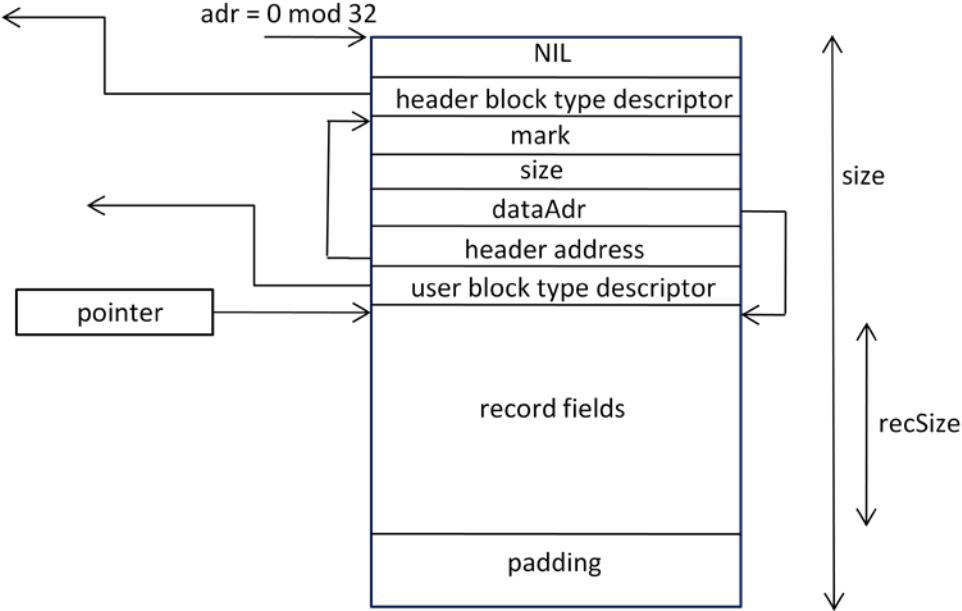 adr = 0 mod 32
NIL
header block type descriptor
mark
size
size
dataAdr
header address
user block type descriptor
pointer
record fields
recSize
padding